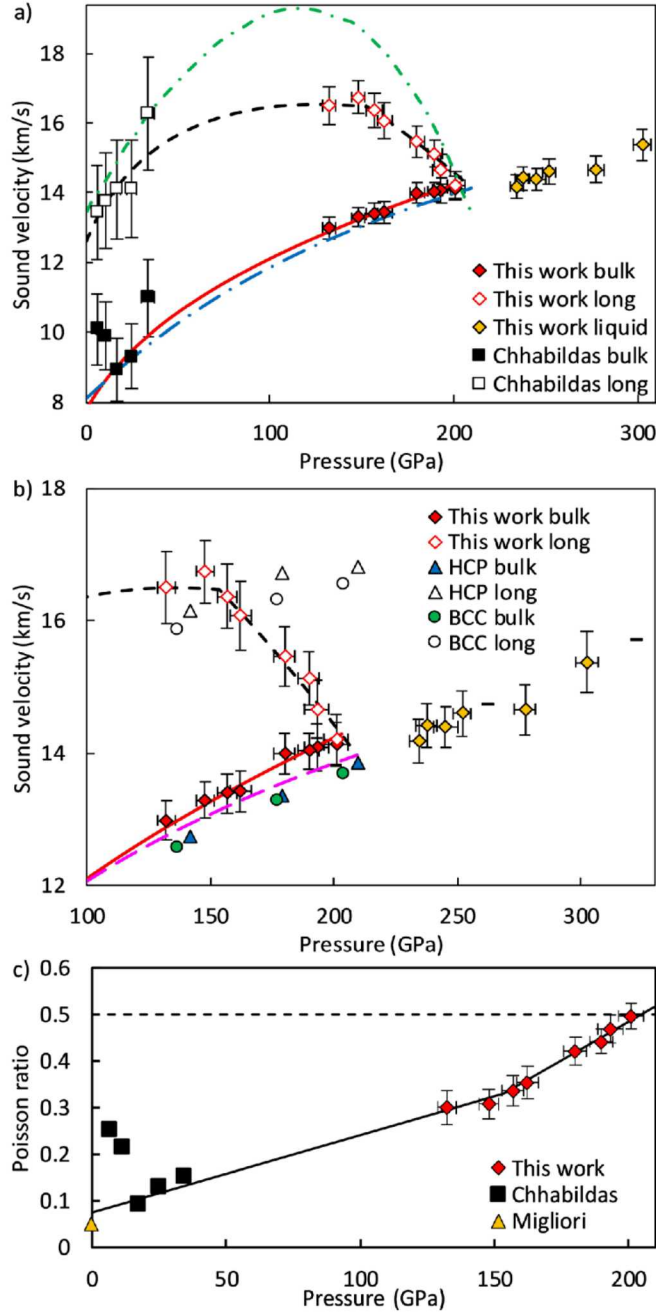 a)
18
16
14
12
10
8
Sound velocity (km/s)
This work bulk
This work long
This work liquid
Chhabildas bulk
Chhabildas long
0
100
200
300
Pressure (GPa)
b)
18
16
14
12
Sound velocity (km/s)
This work bulk
This work long
HCP bulk
HCP long
BCC bulk
BCC long
100
150
200
250
300
Pressure (GPa)
c)
0.6
0.5
0.4
0.3
0.2
0.1
0
Poisson ratio
This work
Chhabildas
Migliori
0
50
100
150
200
Pressure (GPa)